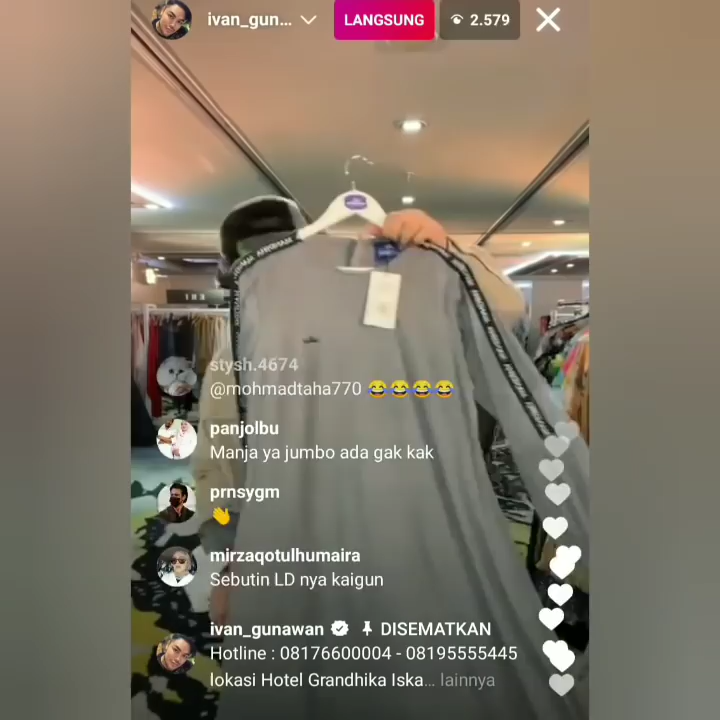 ivan_gun...
LANGSUNG
2.579
stysh.4674
@mohmadtaha770 😂😂😂😂
panjolbu
Manja ya jumbo ada gak kak
prnsygm
👋
mirzaqotulhumaira
Sebutin LD nya kaigun
ivan_gunawan DISEMATKAN
Hotline : 08176600004 - 08195555445
lokasi Hotel Grandhika Iska... lainnya